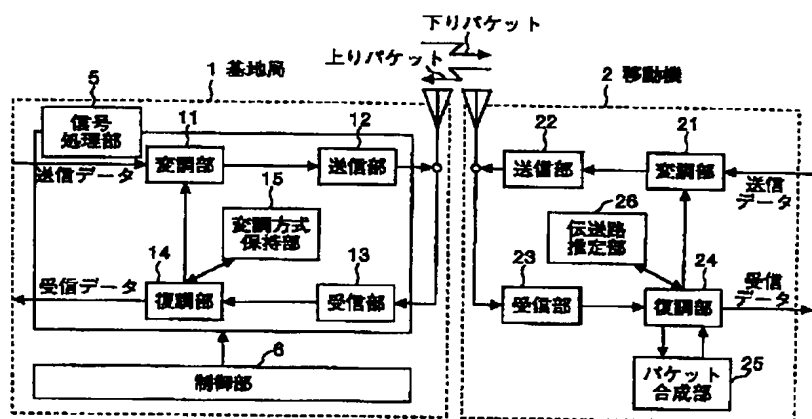 下りパケット
上りパケット
1 基地局
2 移動機
5
信号
処理部
11
12
変調部
送信部
送信データ
15
変調方式
保持部
14
13
受信データ
復調部
受信部
6
制御部
22
21
送信部
変調部
送信
データ
26
伝送路
推定部
23
24
受信部
復調部
受信
データ
パケット
合成部
25